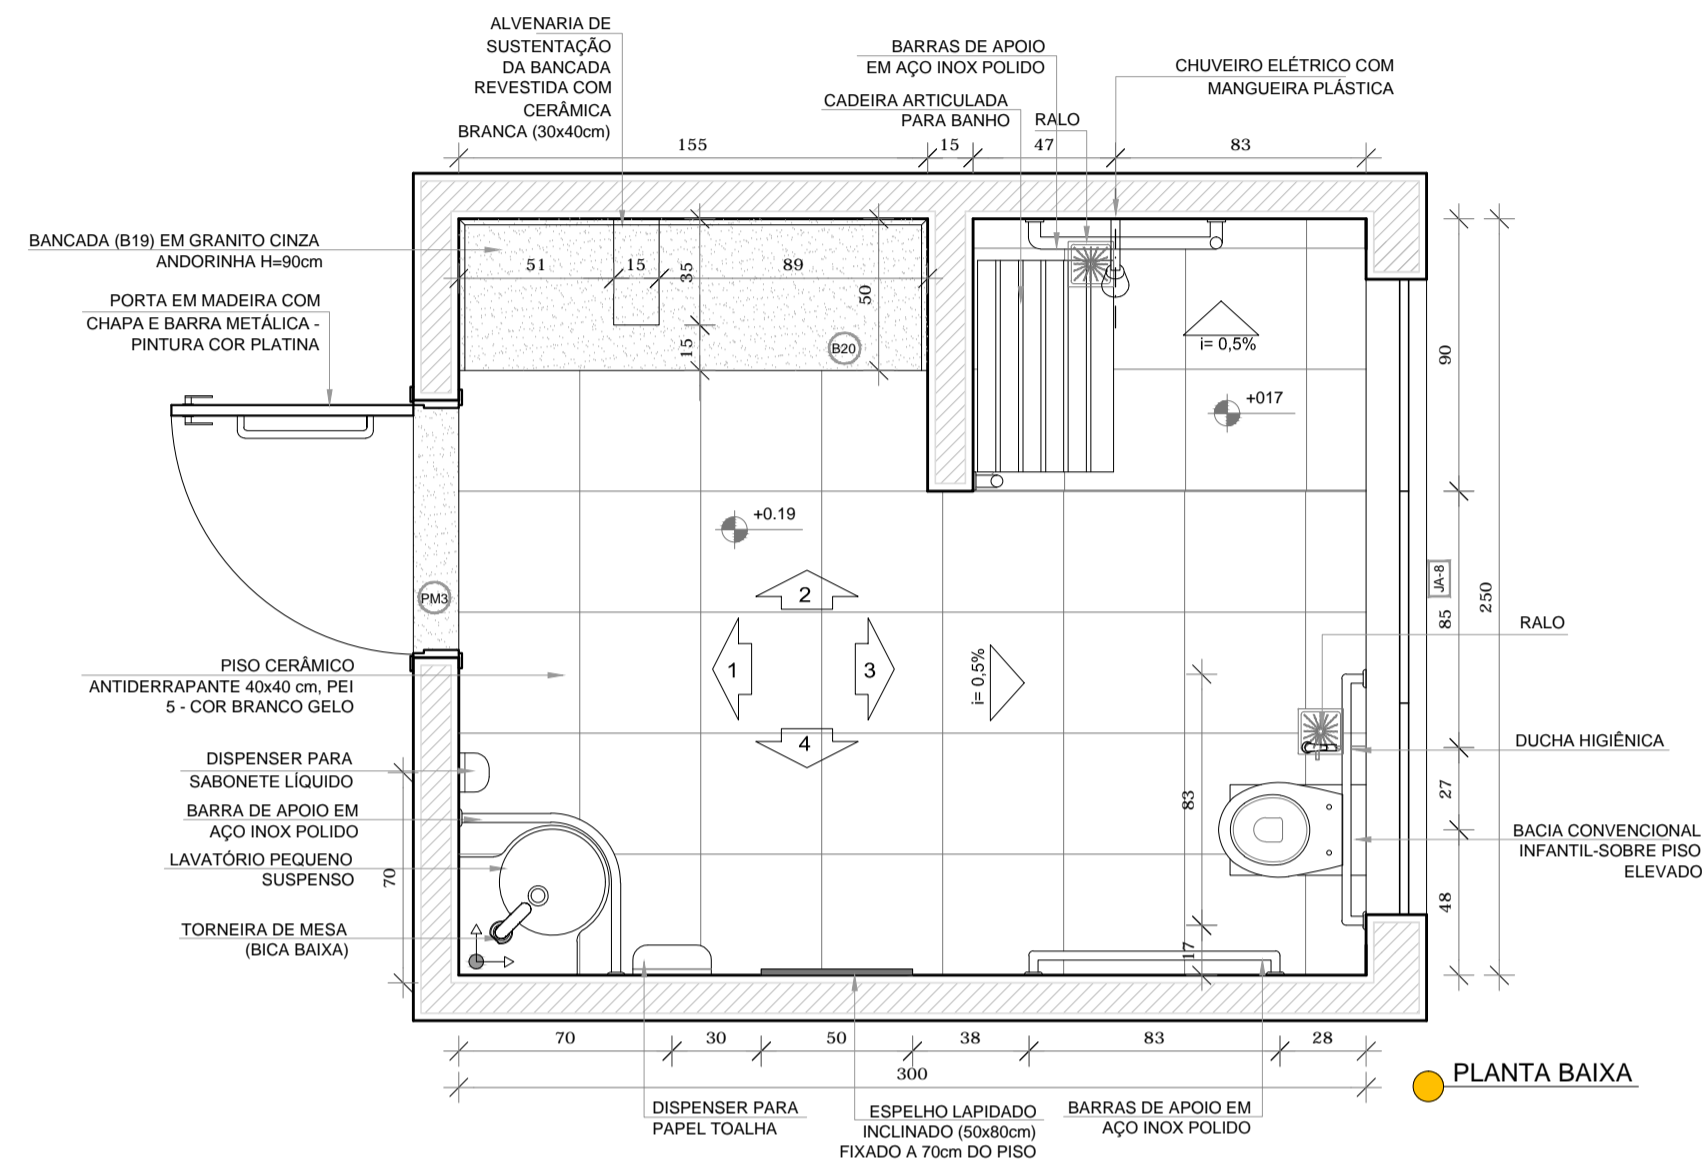 ALVENARIA DE
SUSTENTAÇÃO
DA BANCADA
REVESTIDA COM
CERÂMICA
BRANCA (30x40cm)
BARRAS DE APOIO
EM AÇO INOX POLIDO
CADEIRA ARTICULADA
PARA BANHO
RALO
CHUVEIRO ELÉTRICO COM
MANGUEIRA PLÁSTICA
155
15
47
83
BANCADA (B19) EM GRANITO CINZA
ANDORINHA H=90cm
PORTA EM MADEIRA COM
CHAPA E BARRA METÁLICA -
PINTURA COR PLATINA
51
15
89
35
50
15
B20
i= 0,5%
+017
90
+0.19
PM3
2
1
3
4
i= 0,5%
JA-8
85
250
RALO
PISO CERÂMICO
ANTIDERRAPANTE 40x40 cm, PEI
5 - COR BRANCO GELO
DISPENSER PARA
SABONETE LÍQUIDO
BARRA DE APOIO EM
AÇO INOX POLIDO
LAVATÓRIO PEQUENO
SUSPENSO
70
TORNEIRA DE MESA
(BICA BAIXA)
83
17
DUCHA HIGIÊNICA
27
BACIA CONVENCIONAL
INFANTIL-SOBRE PISO
ELEVADO
48
70
30
50
38
83
28
300
PLANTA BAIXA
DISPENSER PARA
PAPEL TOALHA
ESPELHO LAPIDADO
INCLINADO (50x80cm)
FIXADO A 70cm DO PISO
BARRAS DE APOIO EM
AÇO INOX POLIDO